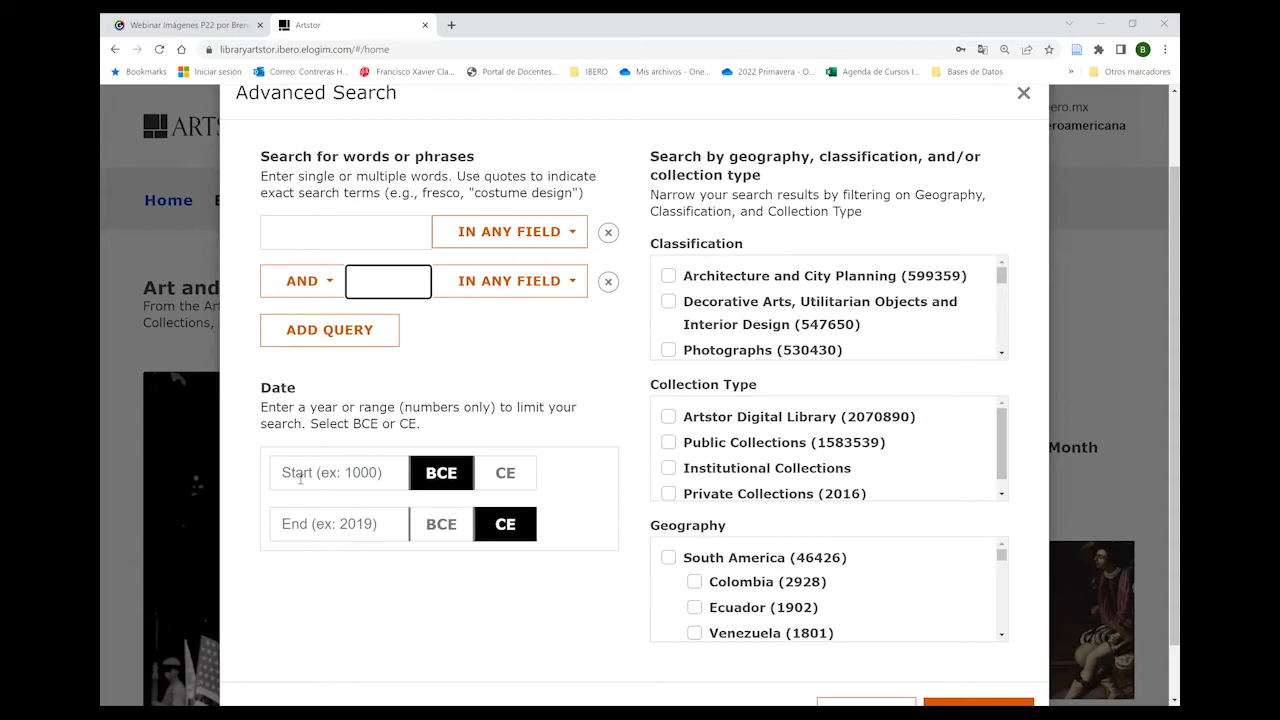 Webinar Imágenes P22 por Bren
Artstor
libraryartstor.ibero.elogim.com/#/home
B
Bookmarks
Iniciar sesión
Correo: Contreras H...
Francisco Xavier Cla...
Portal de Docentes...
IBERO
Mis archivos - One...
2022 Primavera - O...
Agenda de Cursos I...
Bases de Datos
»
Otros marcadores
Advanced Search
ARTS
ero.mx
eroamericana
Home
Search for words or phrases
Enter single or multiple words. Use quotes to indicate
exact search terms (e.g., fresco, "costume design")
IN ANY FIELD
AND
IN ANY FIELD
ADD QUERY
Art and
From the Ar
Collections,
Date
Enter a year or range (numbers only) to limit your
search. Select BCE or CE.
Start (ex: 1000)
BCE
CE
End (ex: 2019)
BCE
CE
Search by geography, classification, and/or
collection type
Narrow your search results by filtering on Geography,
Classification, and Collection Type
Classification
Architecture and City Planning (599359)
Decorative Arts, Utilitarian Objects and
Interior Design (547650)
Photographs (530430)
Collection Type
Artstor Digital Library (2070890)
Public Collections (1583539)
Institutional Collections
Private Collections (2016)
Geography
South America (46426)
Colombia (2928)
Ecuador (1902)
Venezuela (1801)
Month